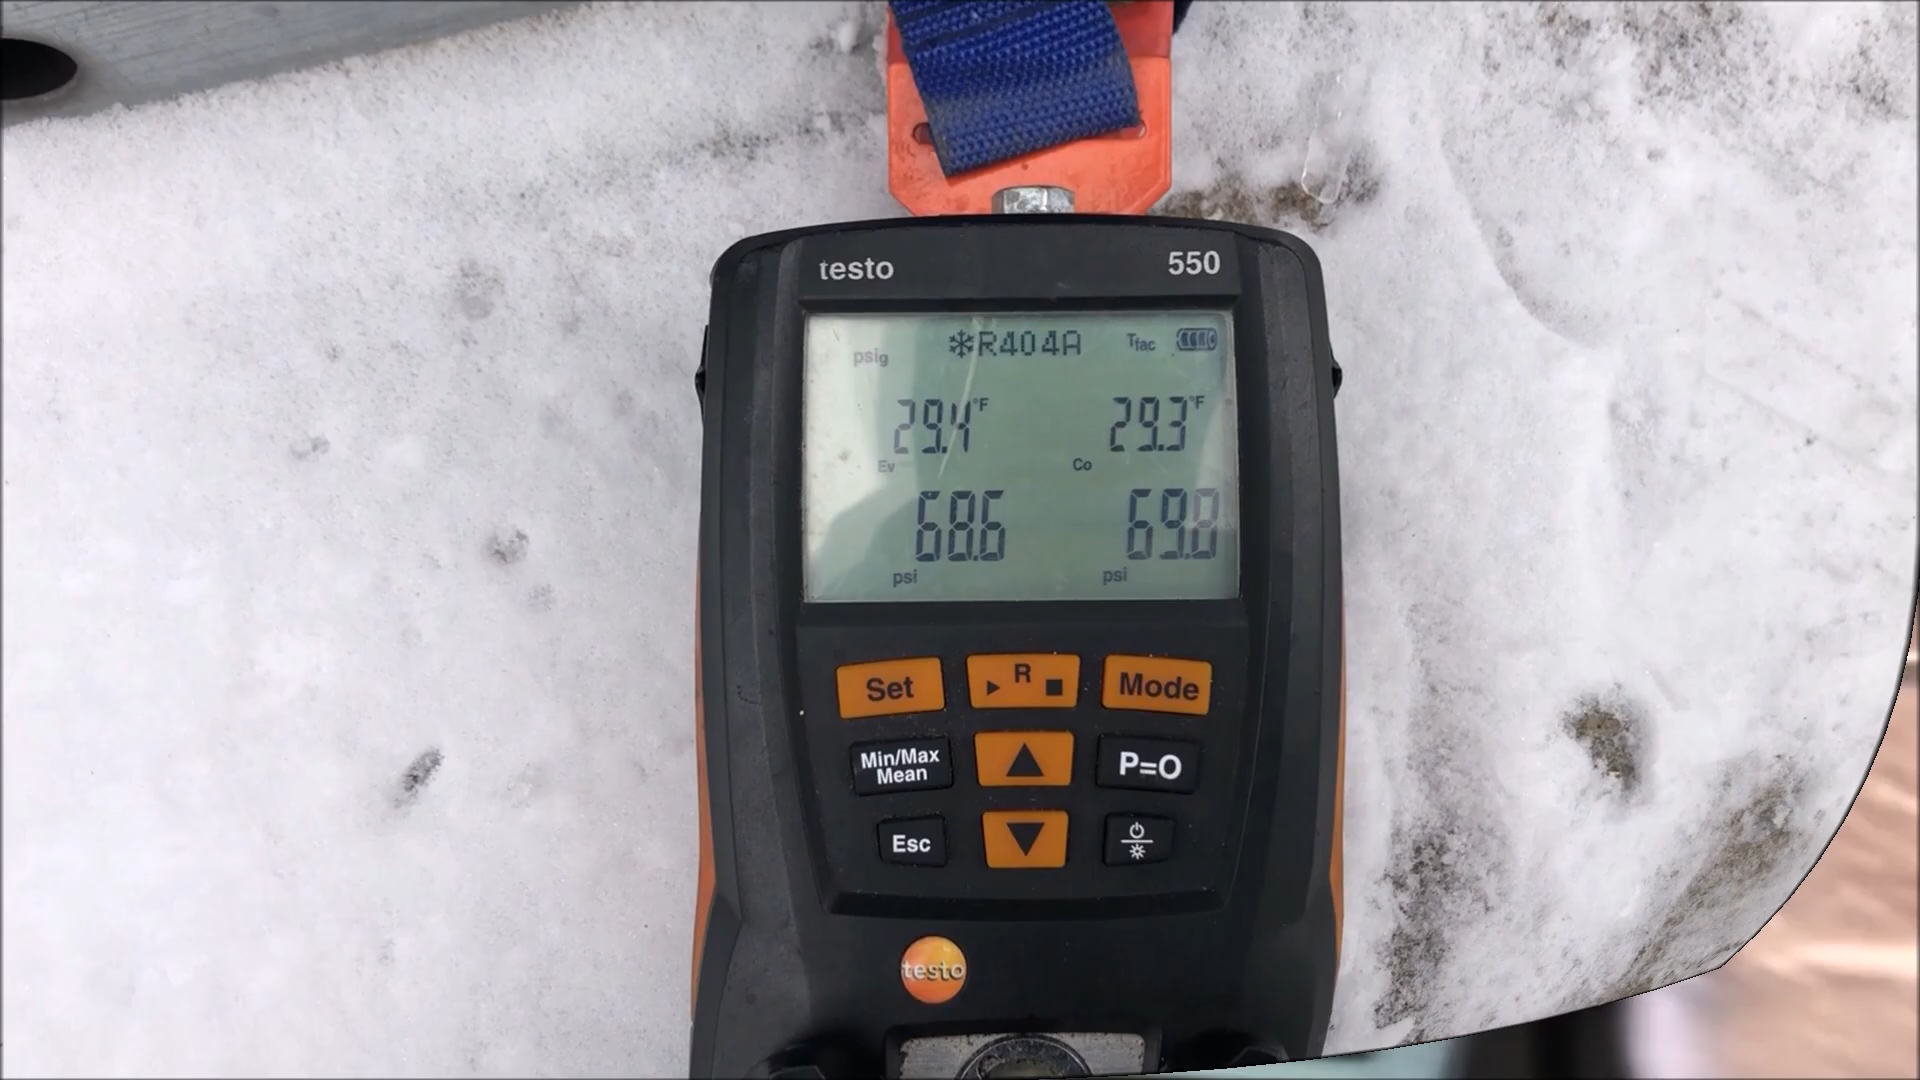 testo 550
psig ❄R404A Tfac
29.4°F 29.3°F
Ev Co
68.6 69.8
psi psi
Set ▶ R ■ Mode
Min/Max
Mean ▲ P=O
Esc ▼
testo